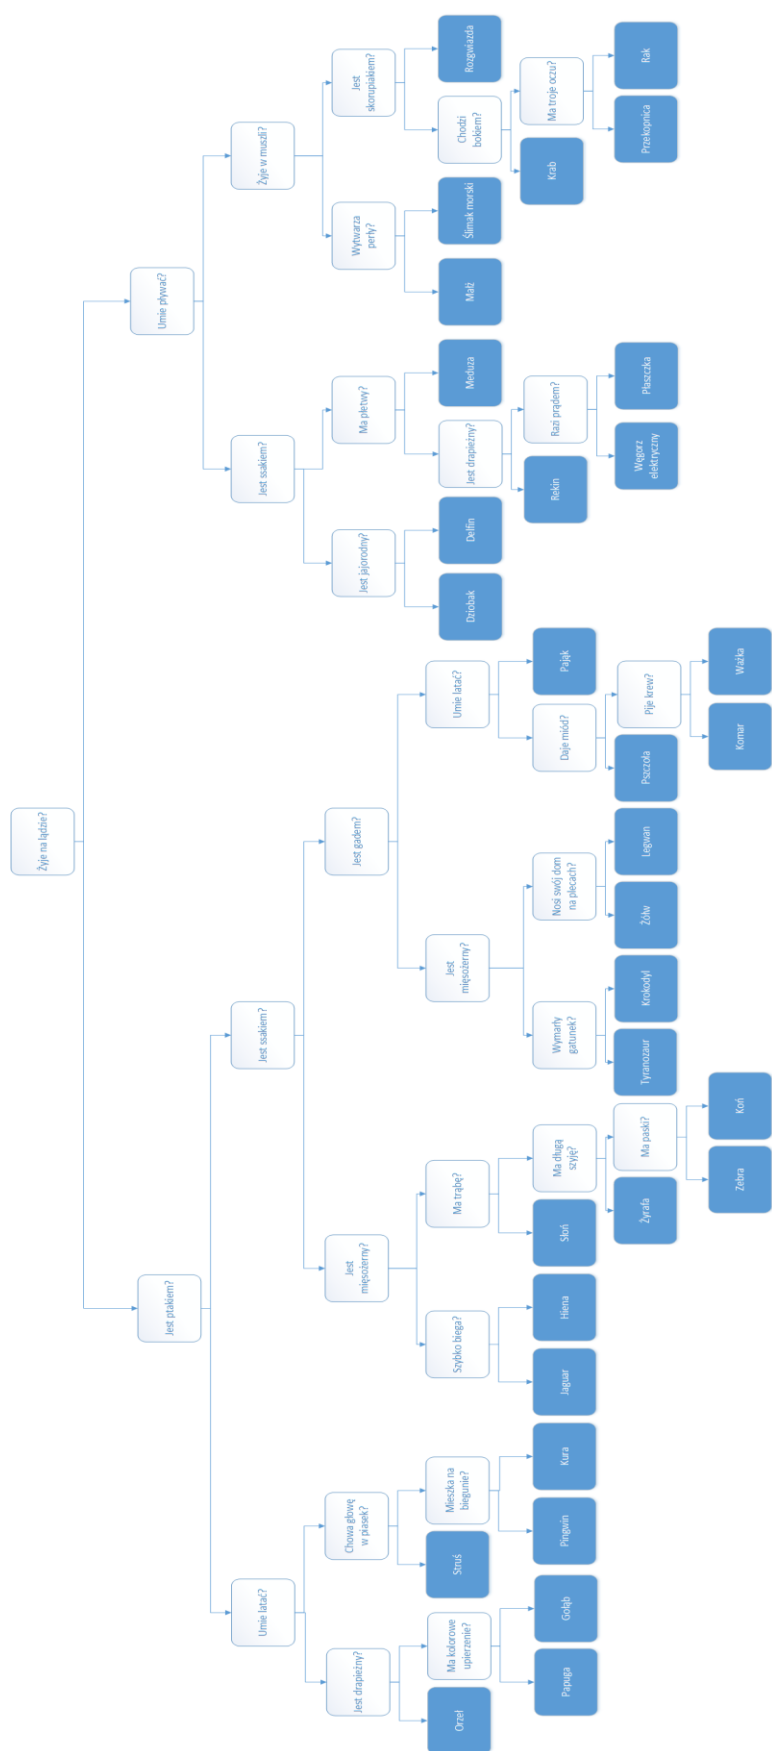 Żyje na lądzie?
Jest ptakiem?
Umie pływać?
Umie latać?
Jest ssakiem?
Jest ssakiem?
Żyje w muszli?
Jest drapieżny?
Chowa głowę
w piasek?
Jest
mięsożerny?
Jest gadem?
Jest jajorodny?
Ma płetwy?
Wytwarza
perły?
Jest
skorupiakiem?
Orzeł
Ma kolorowe
upierzenie?
Struś
Mieszka na
biegunie?
Szybko biega?
Ma trąbę?
Jest
mięsożerny?
Umie latać?
Dziobak
Delfin
Jest drapieżny?
Meduza
Małż
Ślimak morski
Chodzi
bokiem?
Rozgwiazda
Papuga
Gołąb
Pingwin
Kura
Jaguar
Hiena
Słoń
Ma długą
szyję?
Wymarły
gatunek?
Nosi swój dom
na plecach?
Daje miód?
Pająk
Rekin
Razi prądem?
Krab
Ma troje oczu?
Żyrafa
Ma paski?
Tyranozaur
Krokodyl
Żółw
Legwan
Pszczoła
Pije krew?
Węgorz
elektryczny
Płaszczka
Przekopnica
Rak
Zebra
Koń
Komar
Ważka